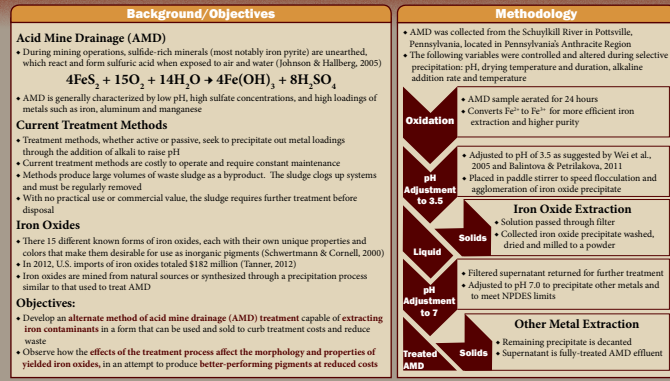 Background/Objectives
Acid Mine Drainage (AMD)
• During mining operations, sulfide-rich minerals (most notably iron pyrite) are unearthed,
which react and form sulfuric acid when exposed to air and water (Johnson & Hallberg, 2005)
4FeS2 + 15O2 + 14H2O → 4Fe(OH)3 + 8H2SO4
• AMD is generally characterized by low pH, high sulfate concentrations, and high loadings of
metals such as iron, aluminum and manganese
Current Treatment Methods
• Treatment methods, whether active or passive, seek to precipitate out metal loadings
through the addition of alkali to raise pH
• Current treatment methods are costly to operate and require constant maintenance
• Methods produce large volumes of waste sludge as a byproduct. The sludge clogs up systems
and must be regularly removed
• With no practical use or commercial value, the sludge requires further treatment before
disposal
Iron Oxides
• There 15 different known forms of iron oxides, each with their own unique properties and
colors that make them desirable for use as inorganic pigments (Schwertmann & Cornell, 2000)
• In 2012, U.S. imports of iron oxides totaled $182 million (Tanner, 2012)
• Iron oxides are mined from natural sources or synthesized through a precipitation process
similar to that used to treat AMD
Objectives:
• Develop an alternate method of acid mine drainage (AMD) treatment capable of extracting
iron contaminants in a form that can be used and sold to curb treatment costs and reduce
waste
• Observe how the effects of the treatment process affect the morphology and properties of
yielded iron oxides, in an attempt to produce better-performing pigments at reduced costs
Methodology
• AMD was collected from the Schuylkill River in Pottsville,
Pennsylvania, located in Pennsylvania's Anthracite Region
• The following variables were controlled and altered during selective
precipitation: pH, drying temperature and duration, alkaline
addition rate and temperature
Oxidation
• AMD sample aerated for 24 hours
• Converts Fe2+ to Fe3+ for more efficient iron
extraction and higher purity
pH
Adjustment
to 3.5
• Adjusted to pH of 3.5 as suggested by Wei et al.,
2005 and Balintova & Petrilakova, 2011
• Placed in paddle stirrer to speed flocculation and
agglomeration of iron oxide precipitate
Liquid
Solids
Iron Oxide Extraction
• Solution passed through filter
• Collected iron oxide precipitate washed,
dried and milled to a powder
pH
Adjustment
to 7
• Filtered supernatant returned for further treatment
• Adjusted to pH 7.0 to precipitate other metals and
to meet NPDES limits
Treated
AMD
Solids
Other Metal Extraction
• Remaining precipitate is decanted
• Supernatant is fully-treated AMD effluent